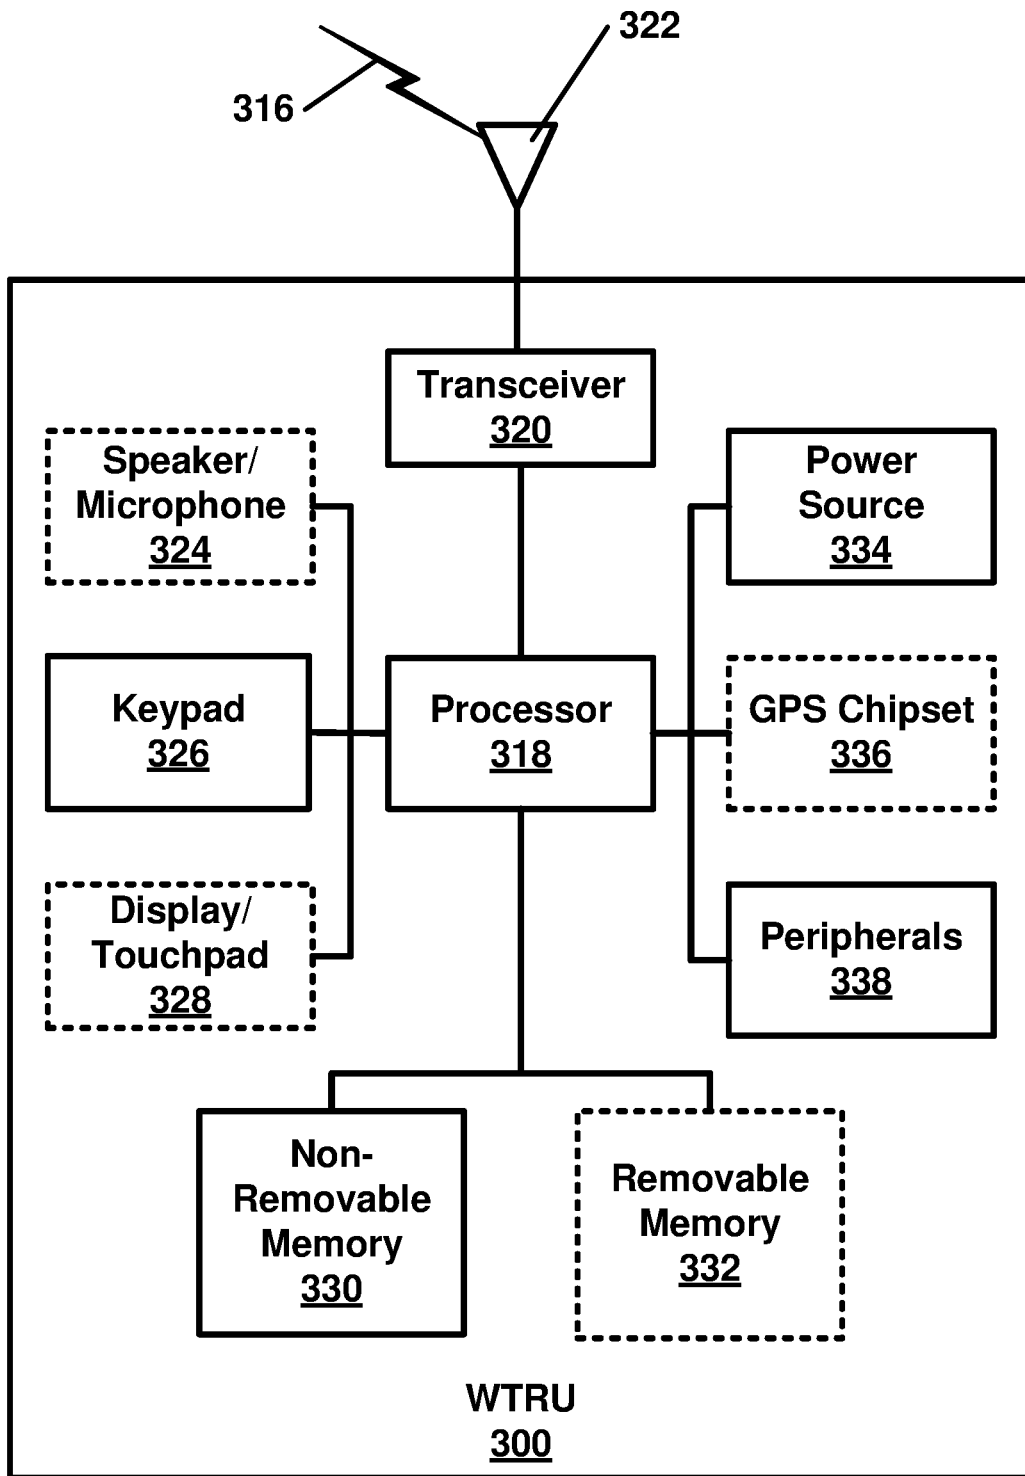 322
316
Transceiver
320
Speaker/
Microphone
324
Power
Source
334
Keypad
326
Processor
318
GPS Chipset
336
Display/
Touchpad
328
Peripherals
338
Non-
Removable
Memory
330
Removable
Memory
332
WTRU
300